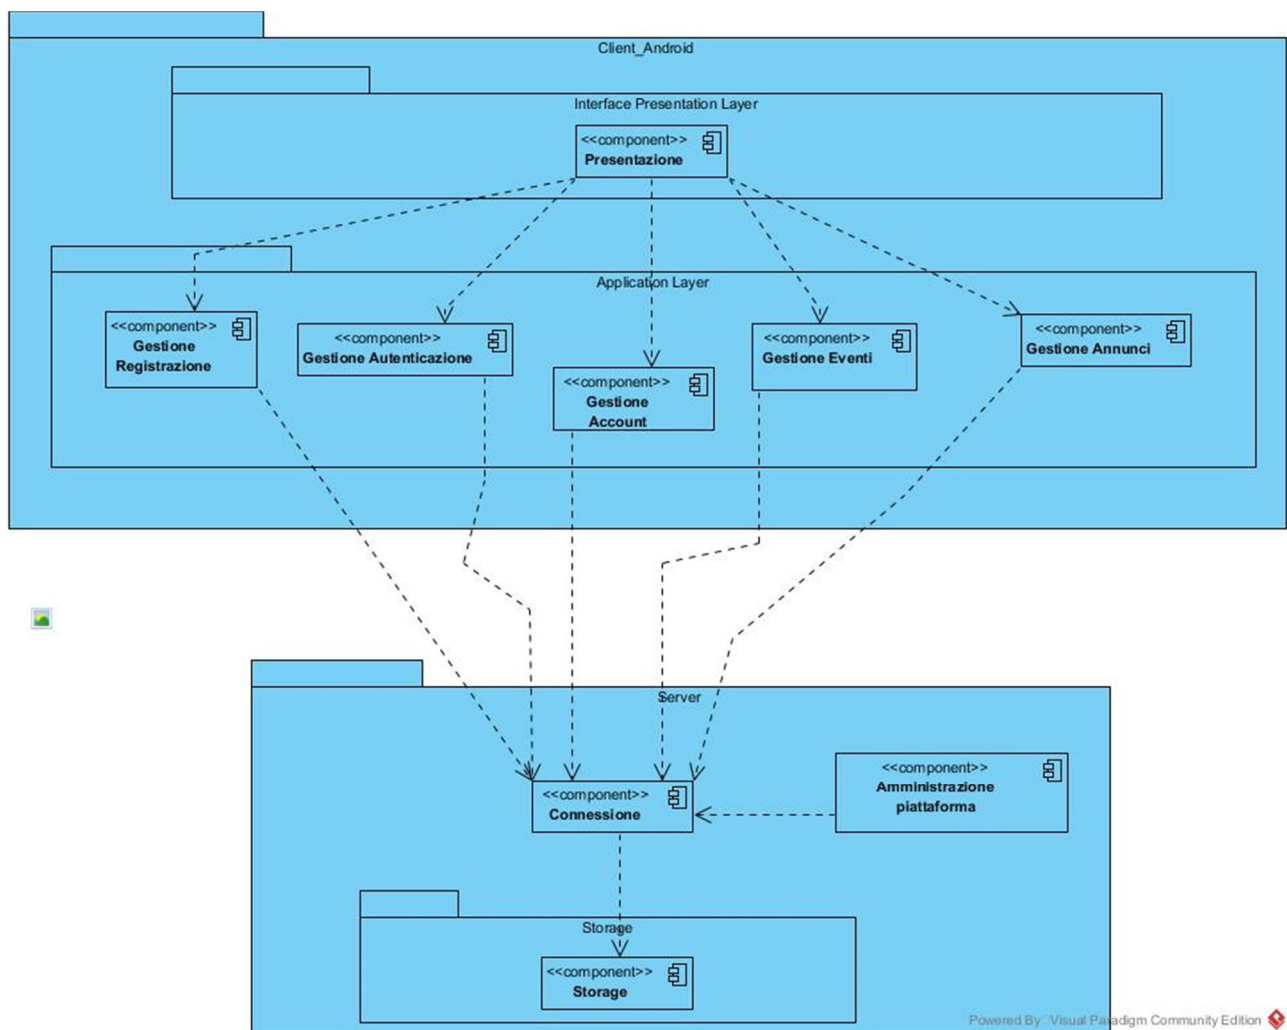 Client_Android
Interface Presentation Layer
<<component>>
Presentazione
Application Layer
<<component>>
Gestione
Registrazione
<<component>>
Gestione Autenticazione
<<component>>
Gestione
Account
<<component>>
Gestione Eventi
<<component>>
Gestione Annunci
Server
<<component>>
Connessione
<<component>>
Amministrazione
piattaforma
Storage
<<component>>
Storage
Powered By Visual Paradigm Community Edition